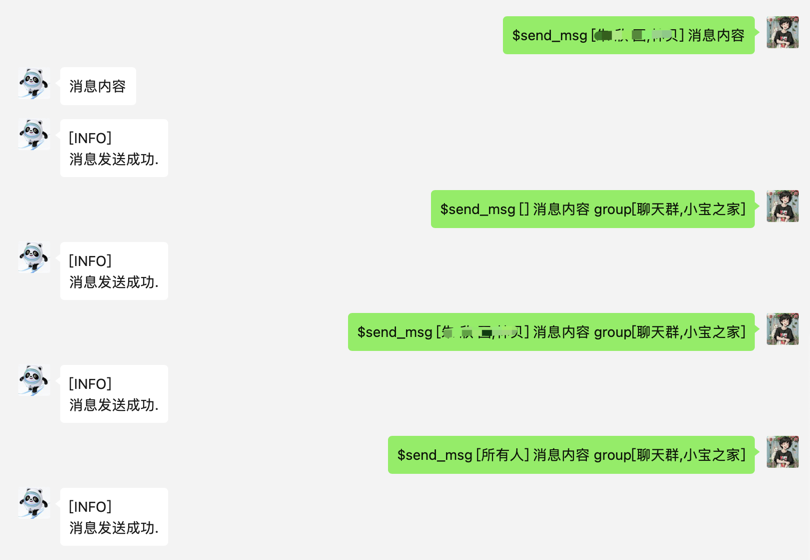 $send_msg [,贝] 消息内容
消息内容
[INFO]
消息发送成功.
$send_msg [] 消息内容 group[聊天群,小宝之家]
[INFO]
消息发送成功.
$send_msg [,贝] 消息内容 group[聊天群,小宝之家]
[INFO]
消息发送成功.
$send_msg [所有人] 消息内容 group[聊天群,小宝之家]
[INFO]
消息发送成功.